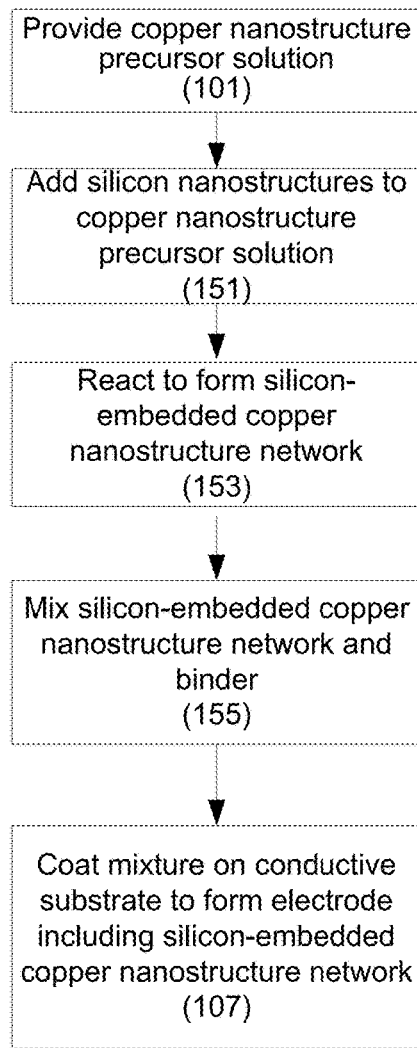 Provide copper nanostructure
precursor solution
(101)
Add silicon nanostructures to
copper nanostructure
precursor solution
(151)
React to form silicon-
embedded copper
nanostructure network
(153)
Mix silicon-embedded copper
nanostructure network and
binder
(155)
Coat mixture on conductive
substrate to form electrode
including silicon-embedded
copper nanostructure network
(107)